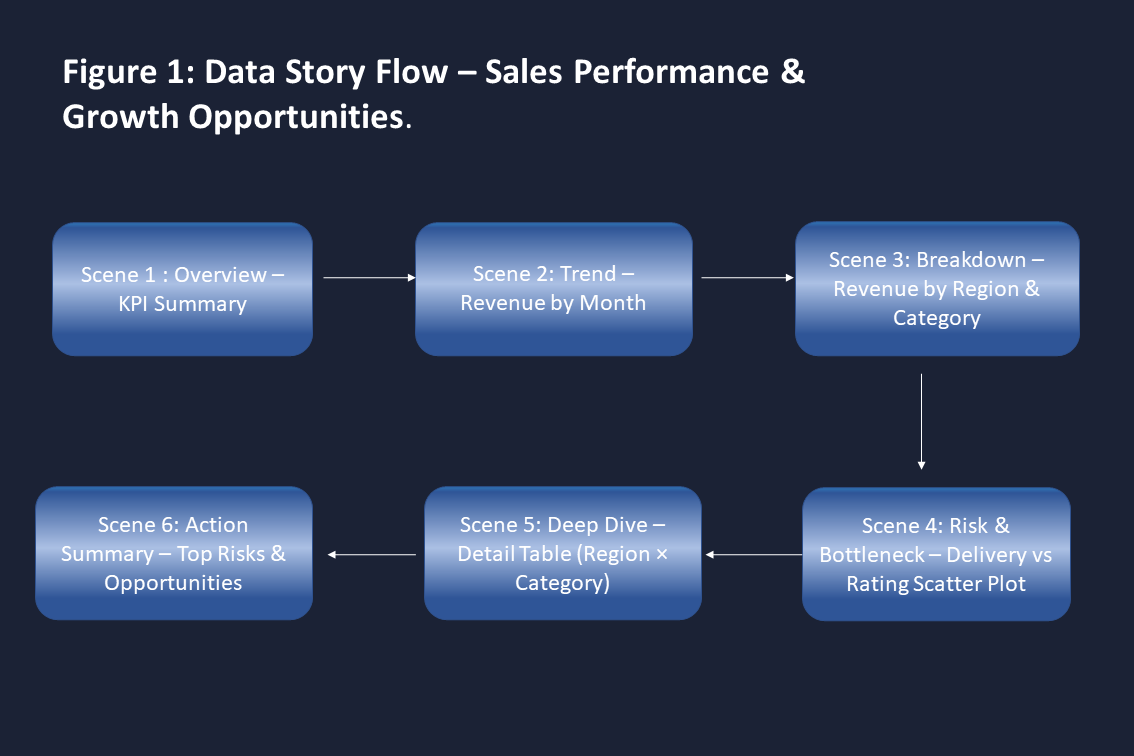 Figure 1: Data Story Flow – Sales Performance &
Growth Opportunities.
Scene 1 : Overview –
KPI Summary
Scene 2: Trend –
Revenue by Month
Scene 3: Breakdown –
Revenue by Region &
Category
Scene 4: Risk &
Bottleneck – Delivery vs
Rating Scatter Plot
Scene 5: Deep Dive –
Detail Table (Region ×
Category)
Scene 6: Action
Summary – Top Risks &
Opportunities